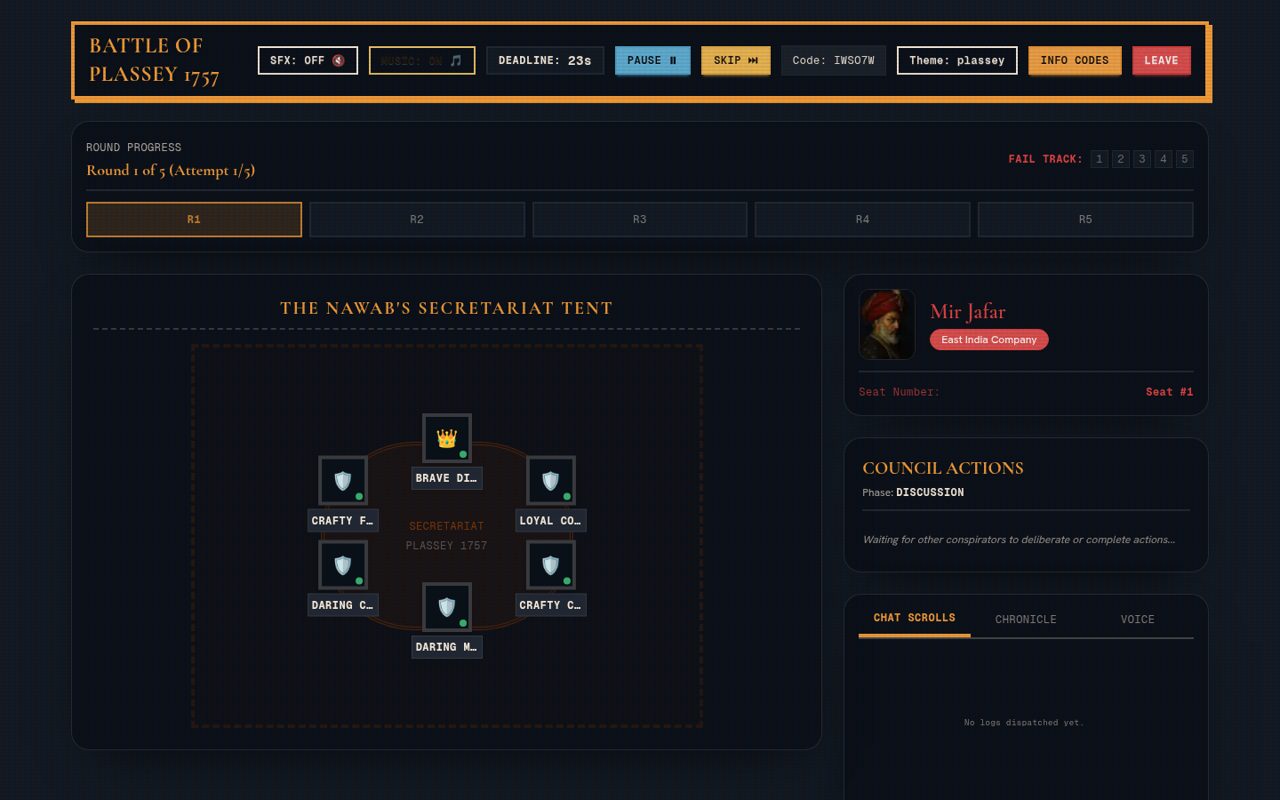 BATTLE OF
PLASSEY 1757
SFX: OFF 🔇
MUSIC: ON 🎵
DEADLINE: 23s
PAUSE ⏸
SKIP ⏭
Code: IWSO7W
Theme: plassey
INFO CODES
LEAVE
ROUND PROGRESS
Round 1 of 5 (Attempt 1/5)
FAIL TRACK: 1 2 3 4 5
R1 R2 R3 R4 R5
THE NAWAB'S SECRETARIAT TENT
BRAVE DI…
CRAFTY F…
LOYAL CO…
SECRETARIAT
PLASSEY 1757
DARING C…
CRAFTY C…
DARING M…
Mir Jafar
East India Company
Seat Number: Seat #1
COUNCIL ACTIONS
Phase: DISCUSSION
Waiting for other conspirators to deliberate or complete actions...
CHAT SCROLLS CHRONICLE VOICE
No logs dispatched yet.